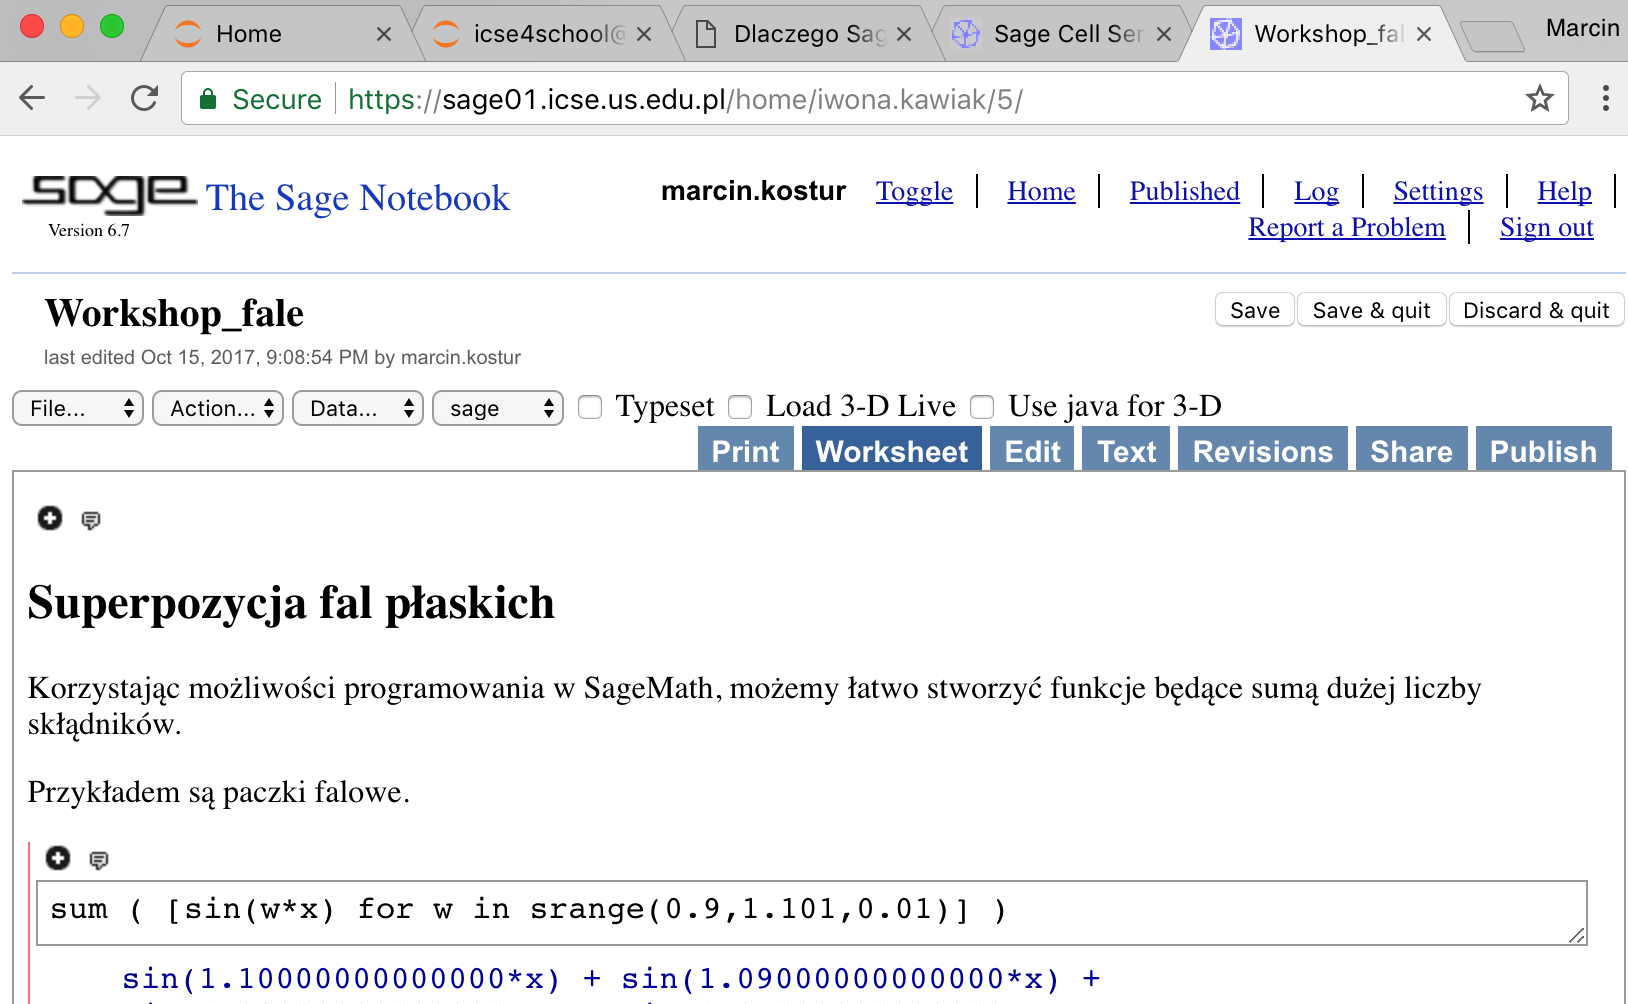 Home
icse4school@
Dlaczego Sag
Sage Cell Ser
Workshop_fal
Marcin
Secure https://sage01.icse.us.edu.pl/home/iwona.kawiak/5/
sage The Sage Notebook
Version 6.7
marcin.kostur Toggle Home Published Log Settings Help
Report a Problem Sign out
Workshop_fale
Save Save & quit Discard & quit
last edited Oct 15, 2017, 9:08:54 PM by marcin.kostur
File... Action... Data... sage Typeset Load 3-D Live Use java for 3-D
Print Worksheet Edit Text Revisions Share Publish
Superpozycja fal płaskich
Korzystając możliwości programowania w SageMath, możemy łatwo stworzyć funkcje będące sumą dużej liczby
skłądników.
Przykładem są paczki falowe.
sum ( [sin(w*x) for w in srange(0.9,1.101,0.01)] )
sin(1.10000000000000*x) + sin(1.09000000000000*x) +